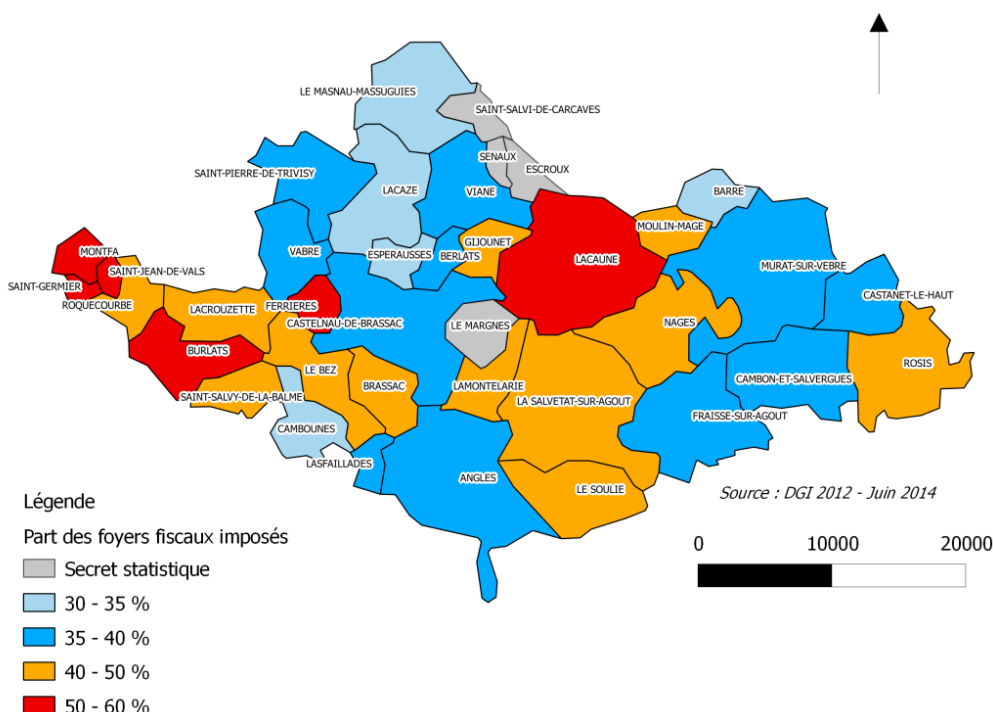 LE MASNAU-MASSUGUIES
SAINT-SALVI-DE-CARCAVES
SENAUX
ESCROUX
SAINT-PIERRE-DE-TRIVISY
LACAZE
VIANE
BARRE
MOULIN-MAGE
GIJOUNET
VABRE
ESPERAUSSES
BERLATS
LACAUNE
MURAT-SUR-VEBRE
MONTFA
SAINT-JEAN-DE-VALS
SAINT-GERMIER
ROQUECOURBE
LACROUZETTE
FERRIERES
CASTELNAU-DE-BRASSAC
LE MARGNES
NAGES
CASTANET-LE-HAUT
BURLATS
LE BEZ
BRASSAC
LAMONTELARIE
CAMBON-ET-SALVERGUES
ROSIS
SAINT-SALVY-DE-LA-BALME
LA SALVETAT-SUR-AGOUT
FRAISSE-SUR-AGOUT
CAMBOUNES
LASFAILLADES
ANGLES
LE SOULIE
Source : DGI 2012 - Juin 2014
0 10000 20000
Légende
Part des foyers fiscaux imposés
Secret statistique
30 - 35 %
35 - 40 %
40 - 50 %
50 - 60 %